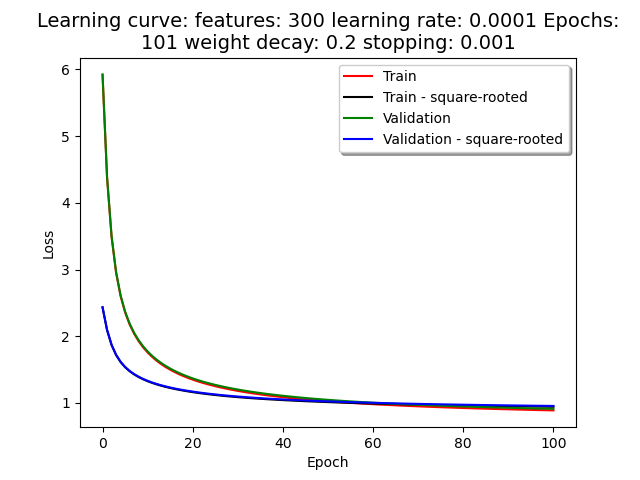 Learning curve: features: 300 learning rate: 0.0001 Epochs:
101 weight decay: 0.2 stopping: 0.001
Train
Train - square-rooted
Validation
Validation - square-rooted
Loss
6
5
4
3
2
1
0 20 40 60 80 100
Epoch